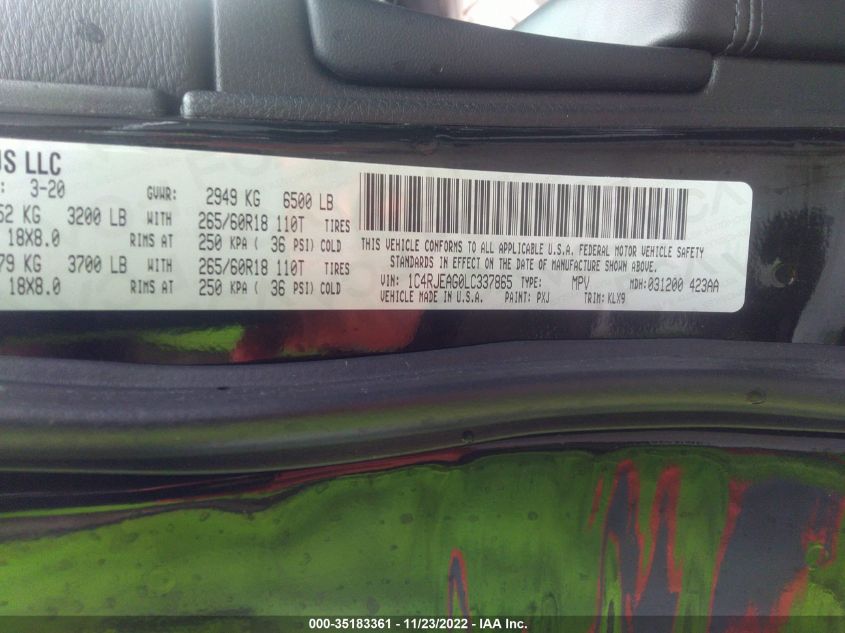 US LLC
3-20 GVWR: 2949 KG 6500 LB
52 KG 3200 LB WITH 265/60R18 110T TIRES
18X8.0 RIMS AT 250 KPA ( 36 PSI) COLD
79 KG 3700 LB WITH 265/60R18 110T TIRES
18X8.0 RIMS AT 250 KPA ( 36 PSI) COLD
THIS VEHICLE CONFORMS TO ALL APPLICABLE U.S.A. FEDERAL MOTOR VEHICLE SAFETY
STANDARDS IN EFFECT ON THE DATE OF MANUFACTURE SHOWN ABOVE.
VIN: 1C4RJEAG0LC337865 TYPE: MPV MDH: 031200 423AA
MADE IN U.S.A. PAINT: PXJ TRIM: KLX9
000-35183361 - 11/23/2022 - IAA Inc.